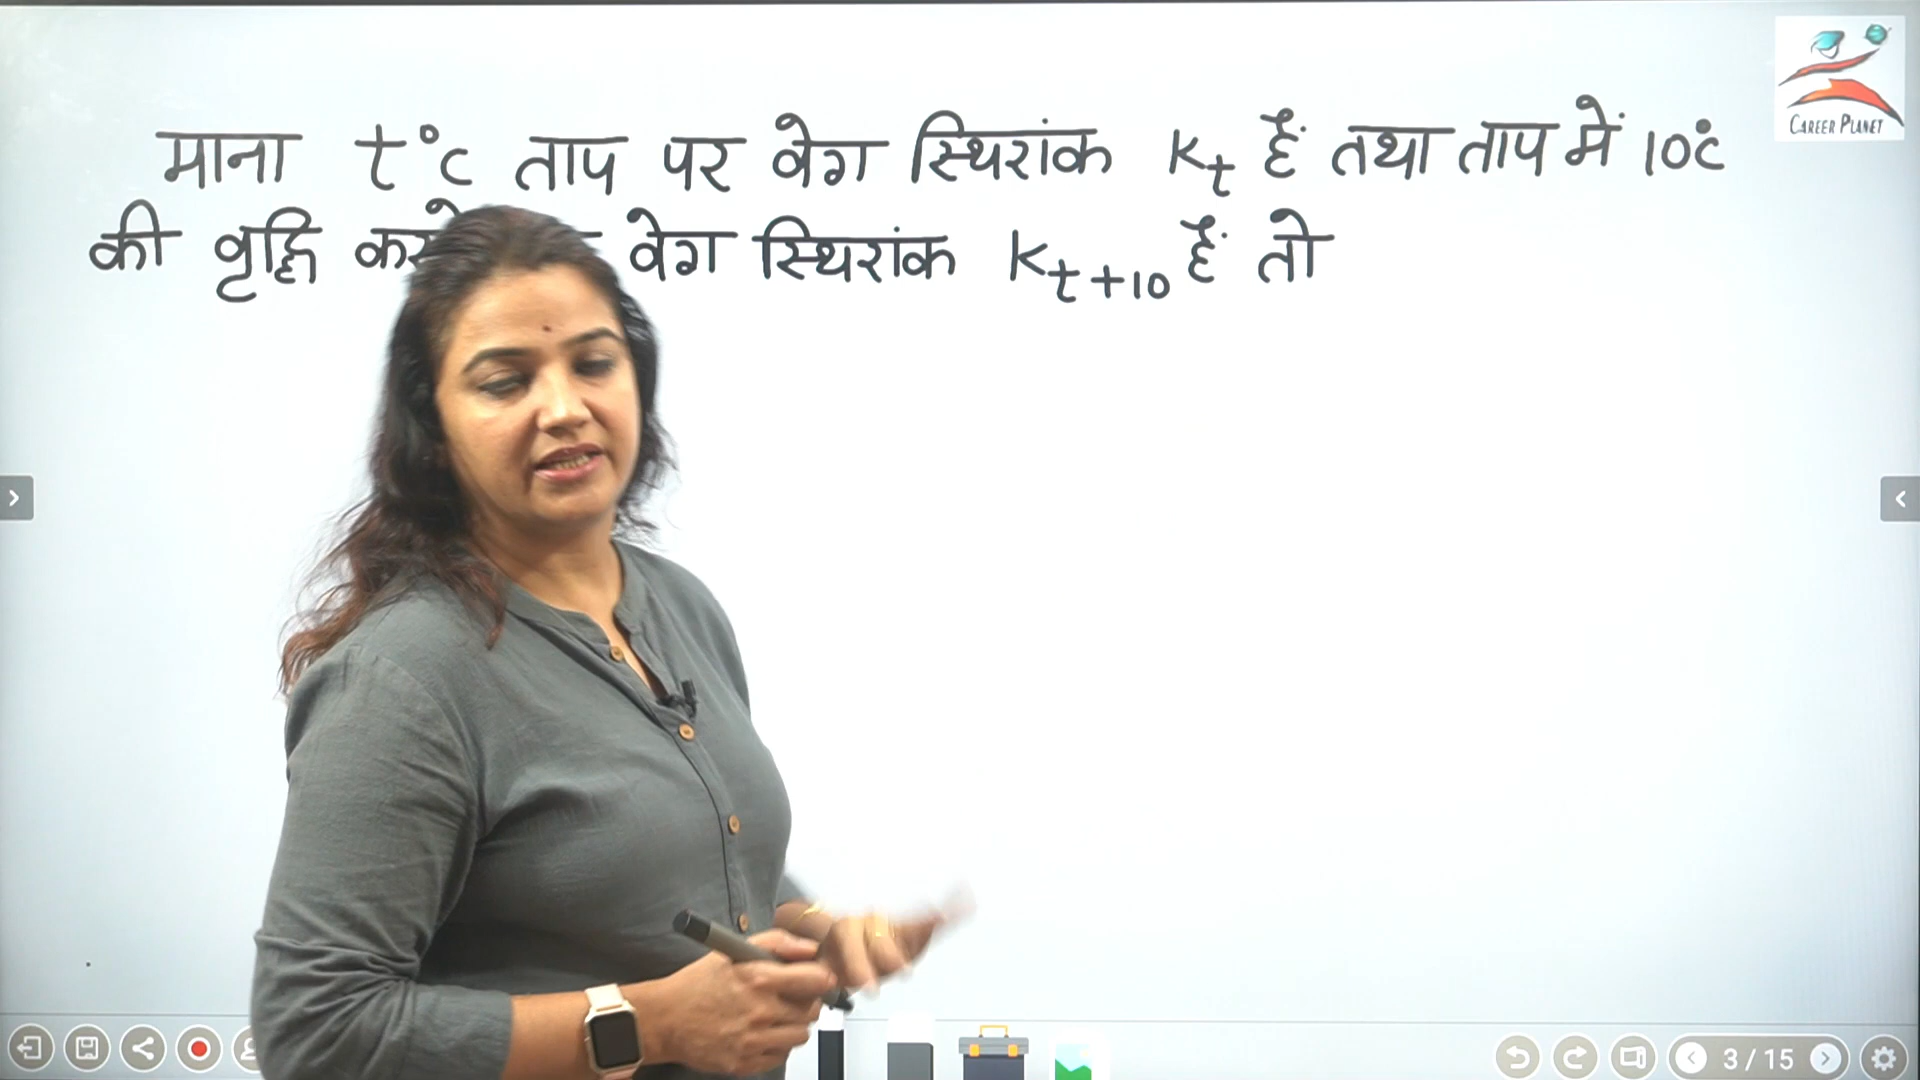 माना t°c ताप पर वेग स्थिरांक Kt हैं तथा ताप में 10°c
की वृद्धि वेग स्थिरांक Kt+10 हैं तो
CAREER PLANET
3/15